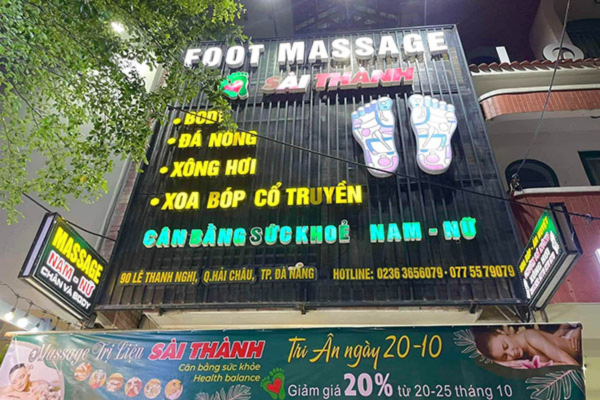 FOOT MASSAGE
SÀI THÀNH
• BODY
• ĐÁ NÓNG
• XÔNG HƠI
• XOA BÓP CỔ TRUYỀN
CÂN BẰNG SỨC KHOẺ NAM - NỮ
90 LÊ THANH NGHỊ, Q.HẢI CHÂU, TP. ĐÀ NẴNG HOTLINE: 0236 3656079 - 077 55 79079
MASSAGE
NAM - NỮ
CHÂN VÀ BODY
Massage Trị Liệu SÀI THÀNH
Cân bằng sức khỏe
Health balance
Tri Ân ngày 20-10
Giảm giá 20% từ 20-25 tháng 10